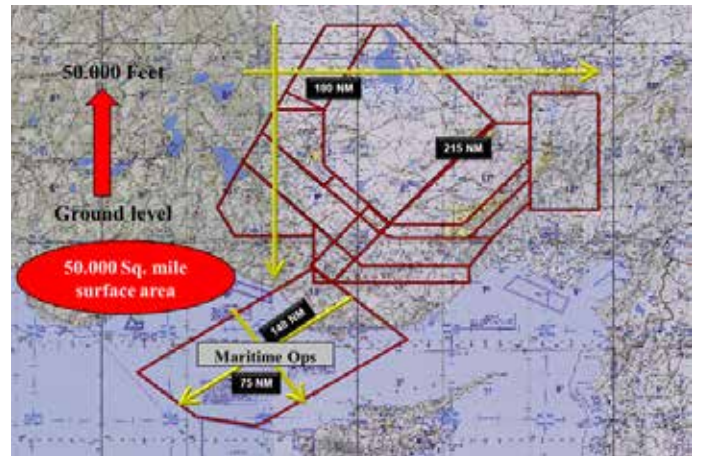 50.000 Feet
180 NM
215 NM
Ground level
50.000 Sq. mile
surface area
148 NM
Maritime Ops
75 NM